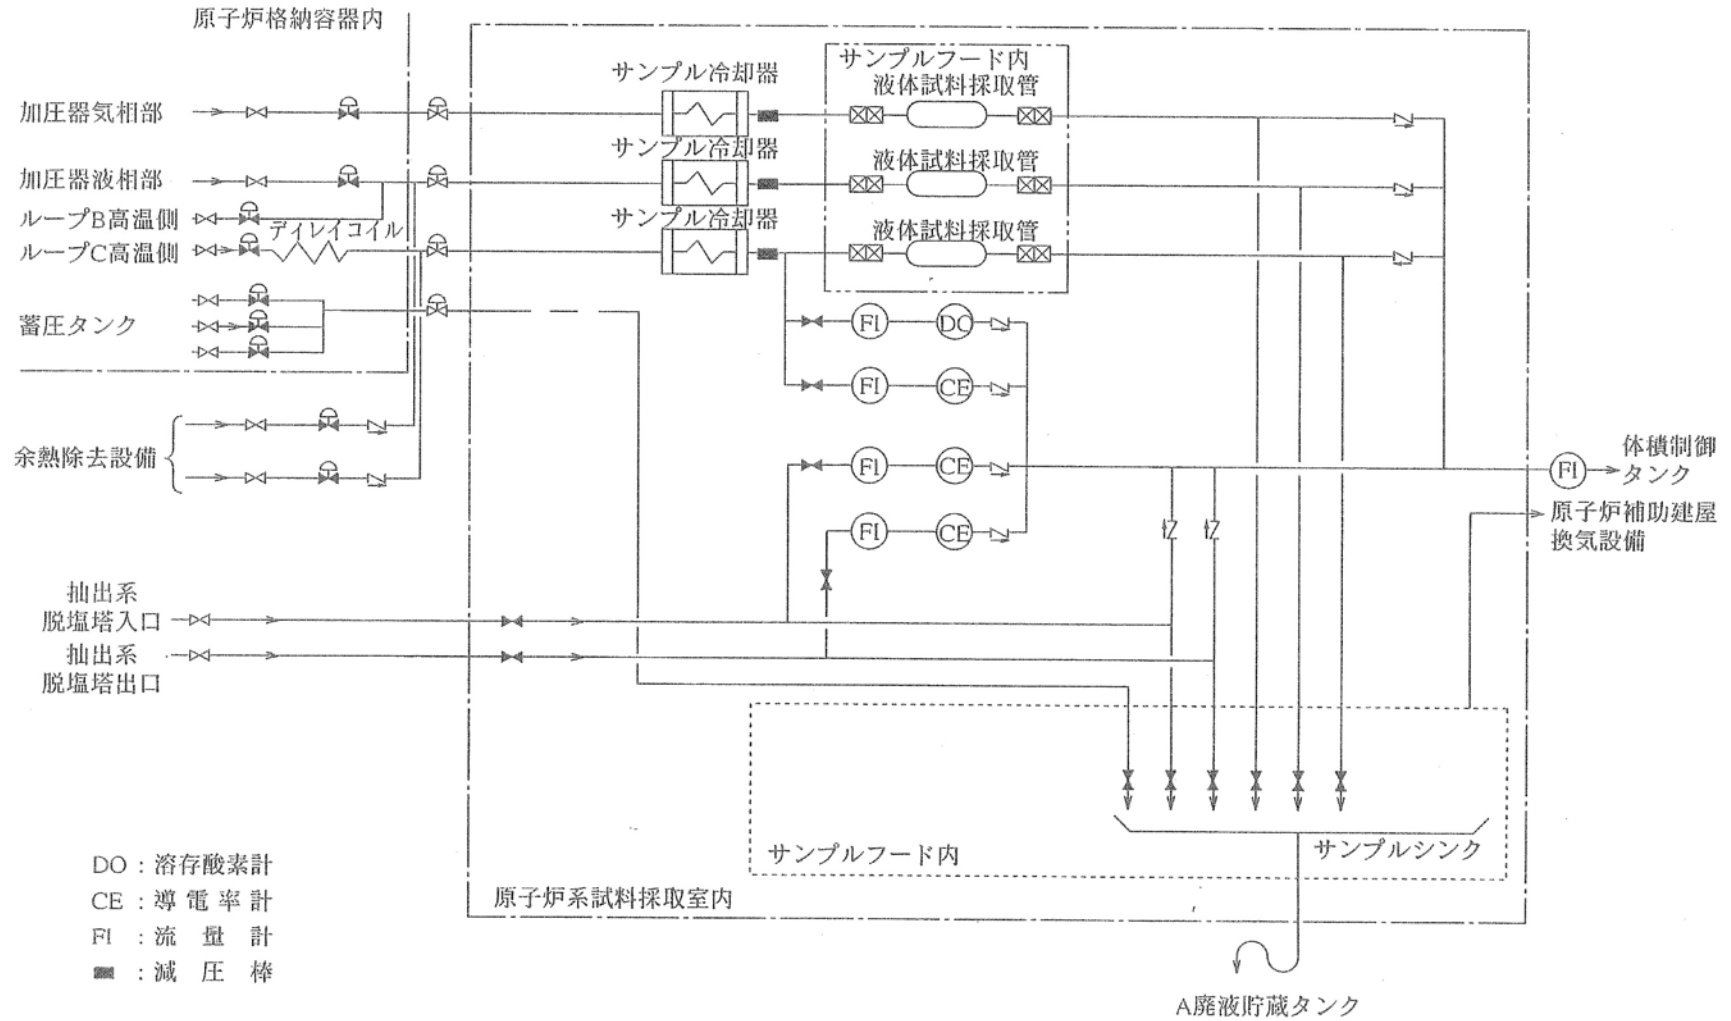 原子炉格納容器内
サンプルフード内
サンプル冷却器
液体試料採取管
加圧器気相部
サンプル冷却器
液体試料採取管
加圧器液相部
ループB高温側
サンプル冷却器
ディレイコイル
液体試料採取管
ループC高温側
蓄圧タンク
FI
DO
FI
CE
余熱除去設備
FI
CE
FI
体積制御
タンク
原子炉補助建屋
換気設備
FI
CE
抽出系
脱塩塔入口
抽出系
脱塩塔出口
サンプルフード内
サンプルシンク
原子炉系試料採取室内
DO：溶存酸素計
CE：導電率計
FI：流量計
：減圧棒
A廃液貯蔵タンク